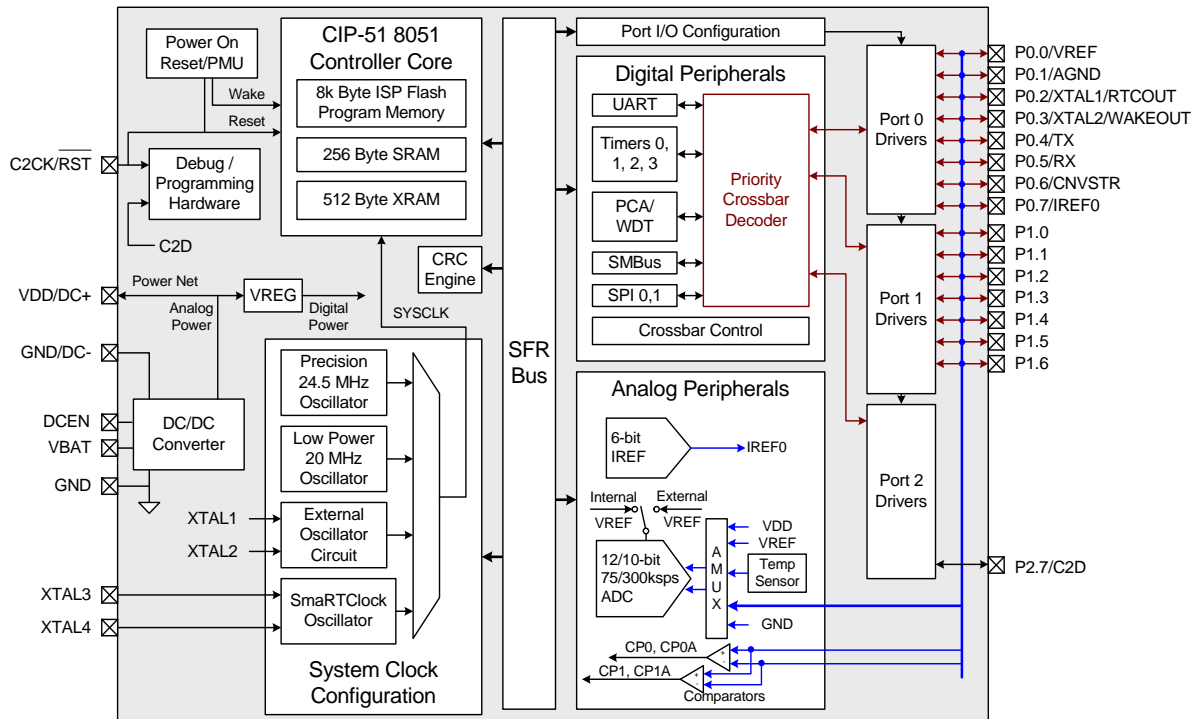 CIP-51 8051
Controller Core
8k Byte ISP Flash
Program Memory
256 Byte SRAM
512 Byte XRAM
Power On
Reset/PMU
Wake
Reset
C2CK/RST
Debug /
Programming
Hardware
C2D
VDD/DC+
Power Net
Analog
Power
VREG
Digital
Power
GND/DC-
DCEN
VBAT
GND
DC/DC
Converter
CRC
Engine
SYSCLK
Precision
24.5 MHz
Oscillator
Low Power
20 MHz
Oscillator
XTAL1
XTAL2
External
Oscillator
Circuit
XTAL3
XTAL4
SmaRTClock
Oscillator
System Clock
Configuration
SFR
Bus
Port I/O Configuration
Digital Peripherals
UART
Timers 0,
1, 2, 3
PCA/
WDT
SMBus
SPI 0,1
Priority
Crossbar
Decoder
Crossbar Control
Analog Peripherals
6-bit
IREF
IREF0
Internal
VREF
External
VREF
12/10-bit
75/300ksps
ADC
A
M
U
X
VDD
VREF
Temp
Sensor
GND
CP0, CP0A
+
-
CP1, CP1A
+
-
Comparators
Port 0
Drivers
Port 1
Drivers
Port 2
Drivers
P0.0/VREF
P0.1/AGND
P0.2/XTAL1/RTCOUT
P0.3/XTAL2/WAKEOUT
P0.4/TX
P0.5/RX
P0.6/CNVSTR
P0.7/IREF0
P1.0
P1.1
P1.2
P1.3
P1.4
P1.5
P1.6
P2.7/C2D